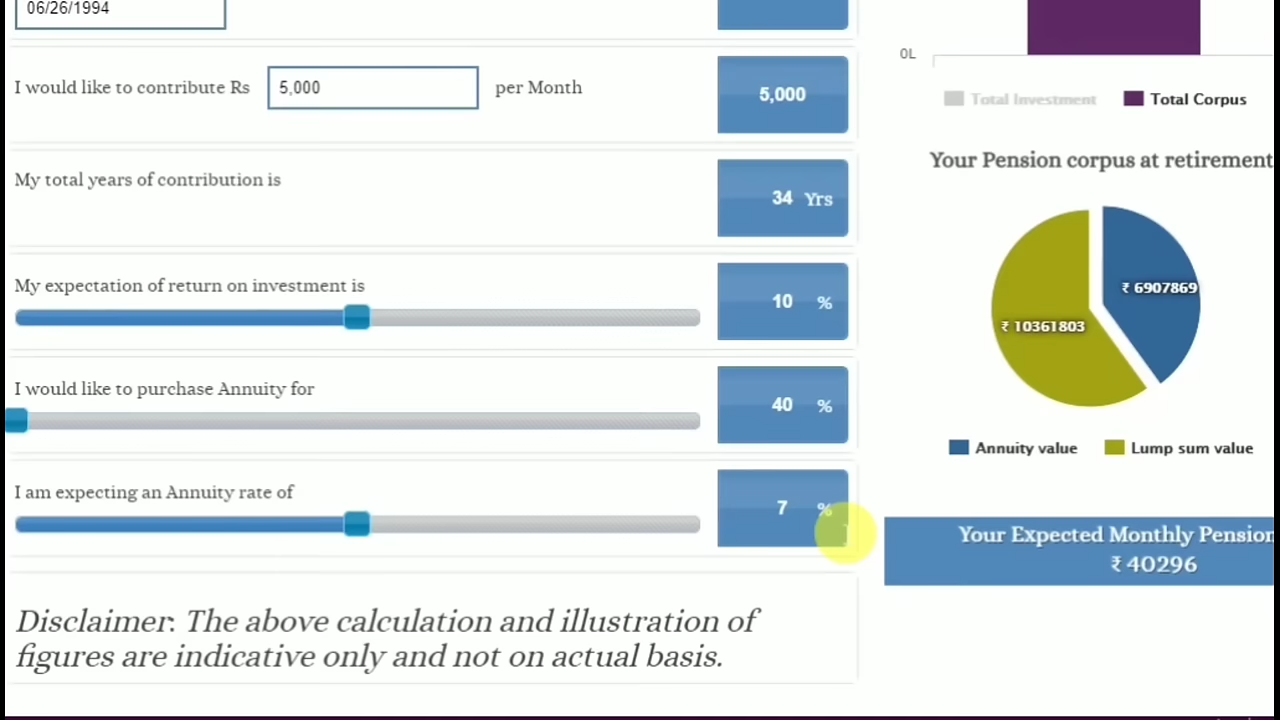 06/26/1994
I would like to contribute Rs 5,000 per Month 5,000
My total years of contribution is 34 Yrs
My expectation of return on investment is 10 %
I would like to purchase Annuity for 40 %
I am expecting an Annuity rate of 7 %
Disclaimer: The above calculation and illustration of
figures are indicative only and not on actual basis.
0L
Total Investment Total Corpus
Your Pension corpus at retirement
₹ 6907869
₹ 10361803
Annuity value Lump sum value
Your Expected Monthly Pension
₹ 40296